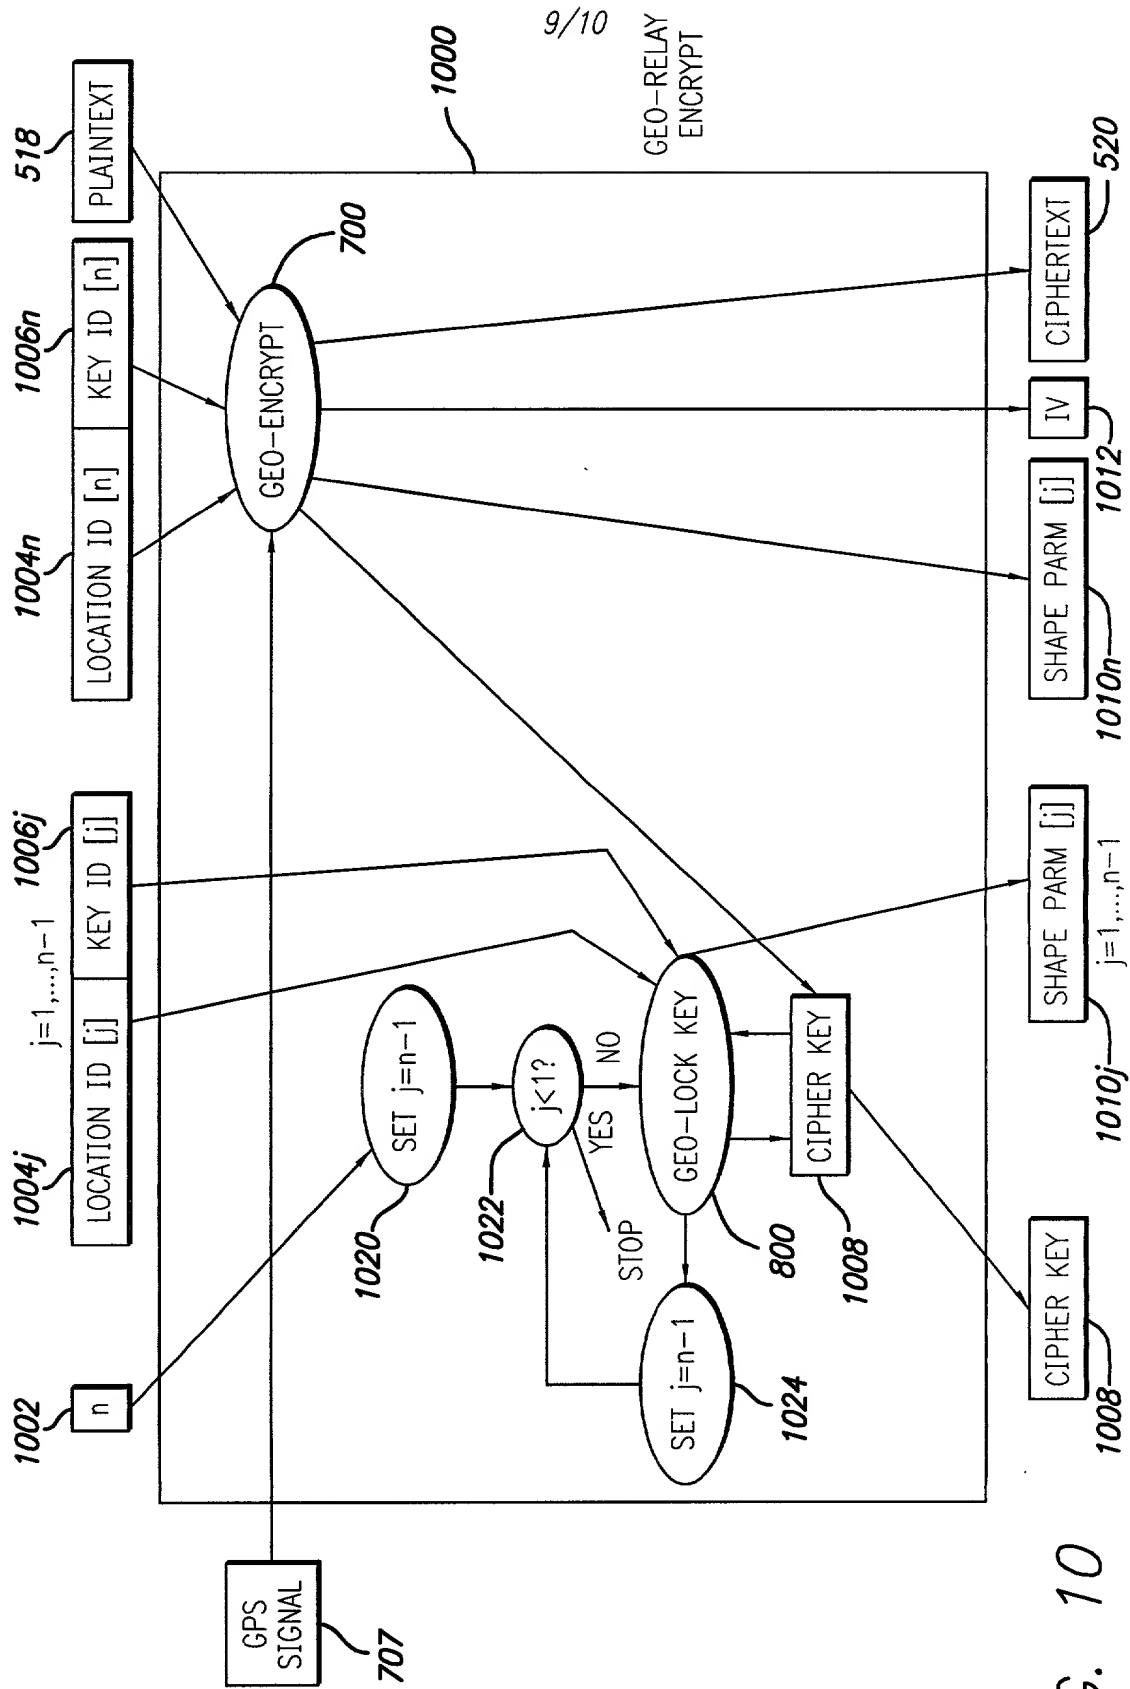 9/10
GPS
SIGNAL
707
n
1002
j=1,...,n-1
LOCATION ID [j]
1004j
KEY ID [j]
1006j
LOCATION ID [n]
1004n
KEY ID [n]
1006n
PLAINTEXT
518
1000
GEO-RELAY
ENCRYPT
GEO-ENCRYPT
700
SET j=n-1
1020
j<1?
1022
YES
NO
STOP
GEO-LOCK KEY
800
SET j=n-1
1024
CIPHER KEY
1008
CIPHER KEY
1008
SHAPE PARM [j]
j=1,...,n-1
1010j
SHAPE PARM [j]
1010n
IV
1012
CIPHERTEXT
520
G. 10